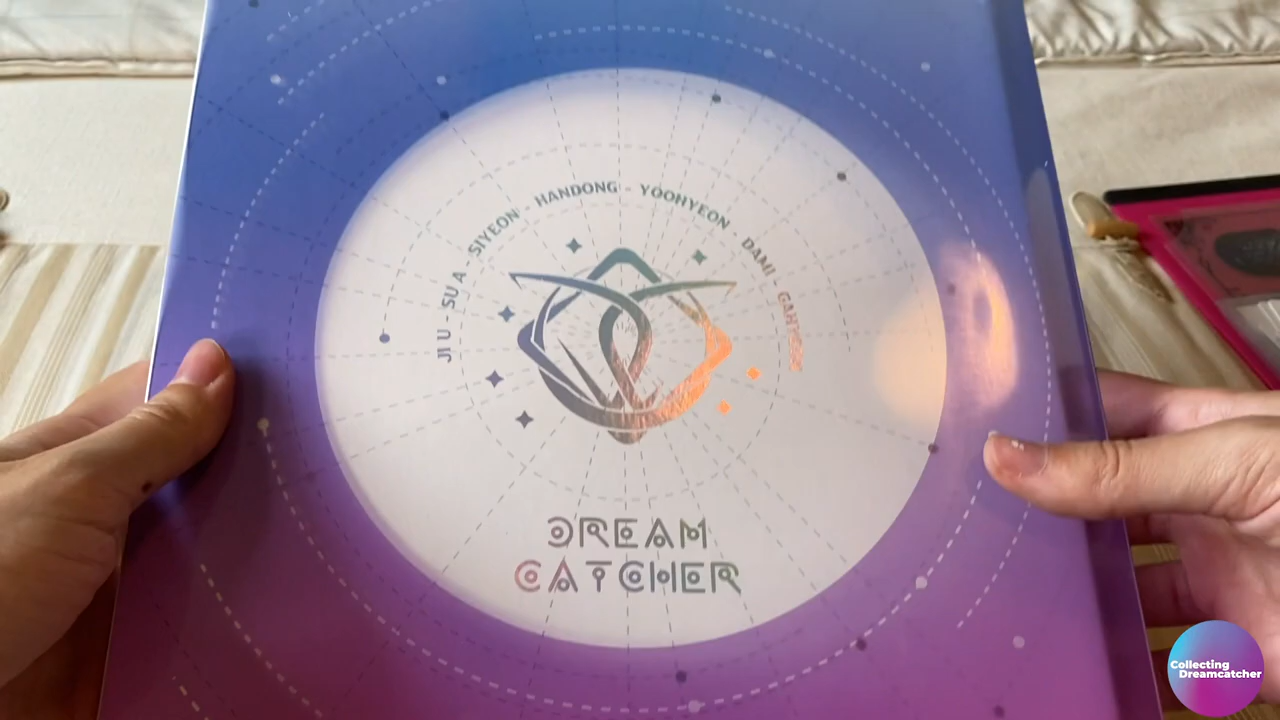 JI U - SU A - SIYEON - HANDONG - YOOHYEON - DAMI - GAHYEON
DREAM
CATCHER
Collecting
Dreamcatcher